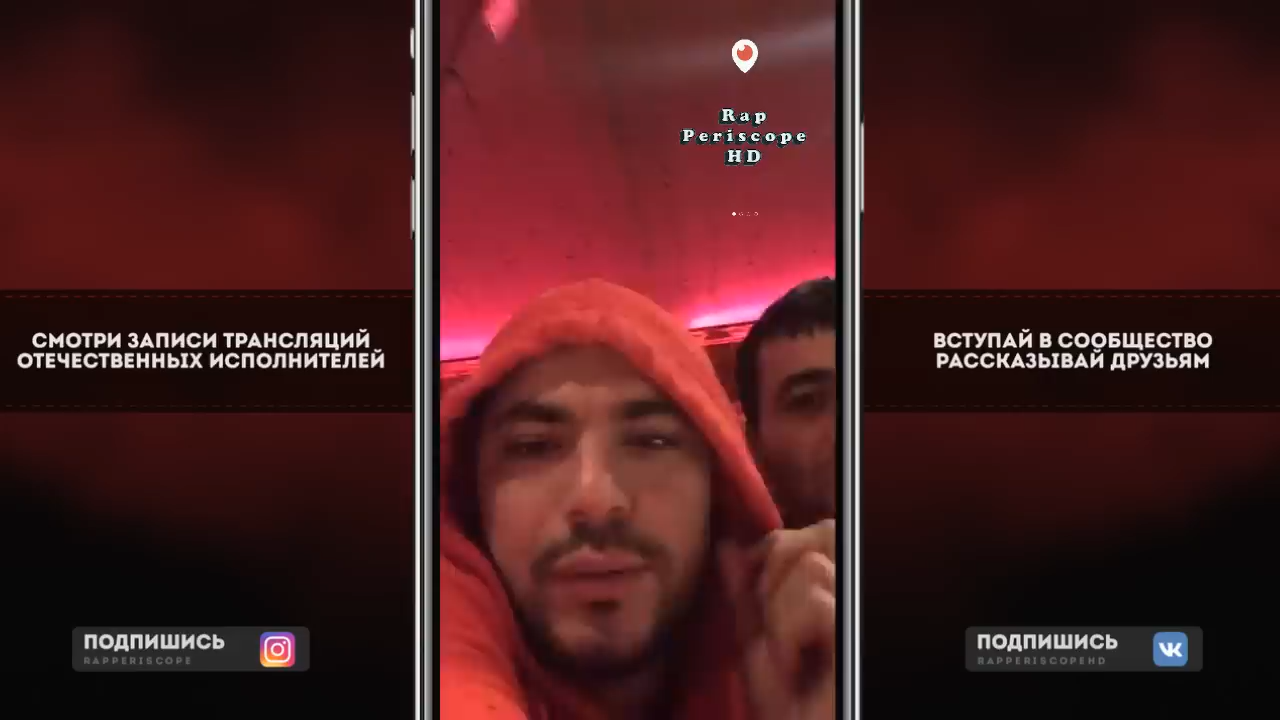 Rap
Periscope
HD
СМОТРИ ЗАПИСИ ТРАНСЛЯЦИЙ
ОТЕЧЕСТВЕННЫХ ИСПОЛНИТЕЛЕЙ
ВСТУПАЙ В СООБЩЕСТВО
РАССКАЗЫВАЙ ДРУЗЬЯМ
ПОДПИШИСЬ
RAPPERISCOPE
ПОДПИШИСЬ
RAPPERISCOPEHD